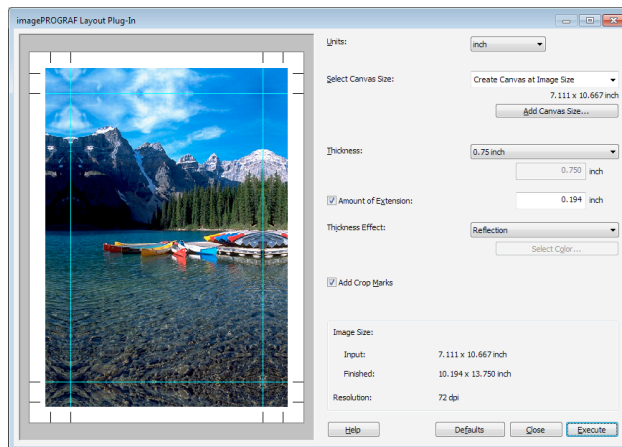 imagePROGRAF Layout Plug-In
Units:
inch
Select Canvas Size:
Create Canvas at Image Size
7.111 x 10.667 inch
Add Canvas Size...
Thickness:
0.75 inch
0.750 inch
Amount of Extension:
0.194 inch
Thickness Effect:
Reflection
Select Color...
Add Crop Marks
Image Size:
Input: 7.111 x 10.667 inch
Finished: 10.194 x 13.750 inch
Resolution: 72 dpi
Help Defaults Close Execute